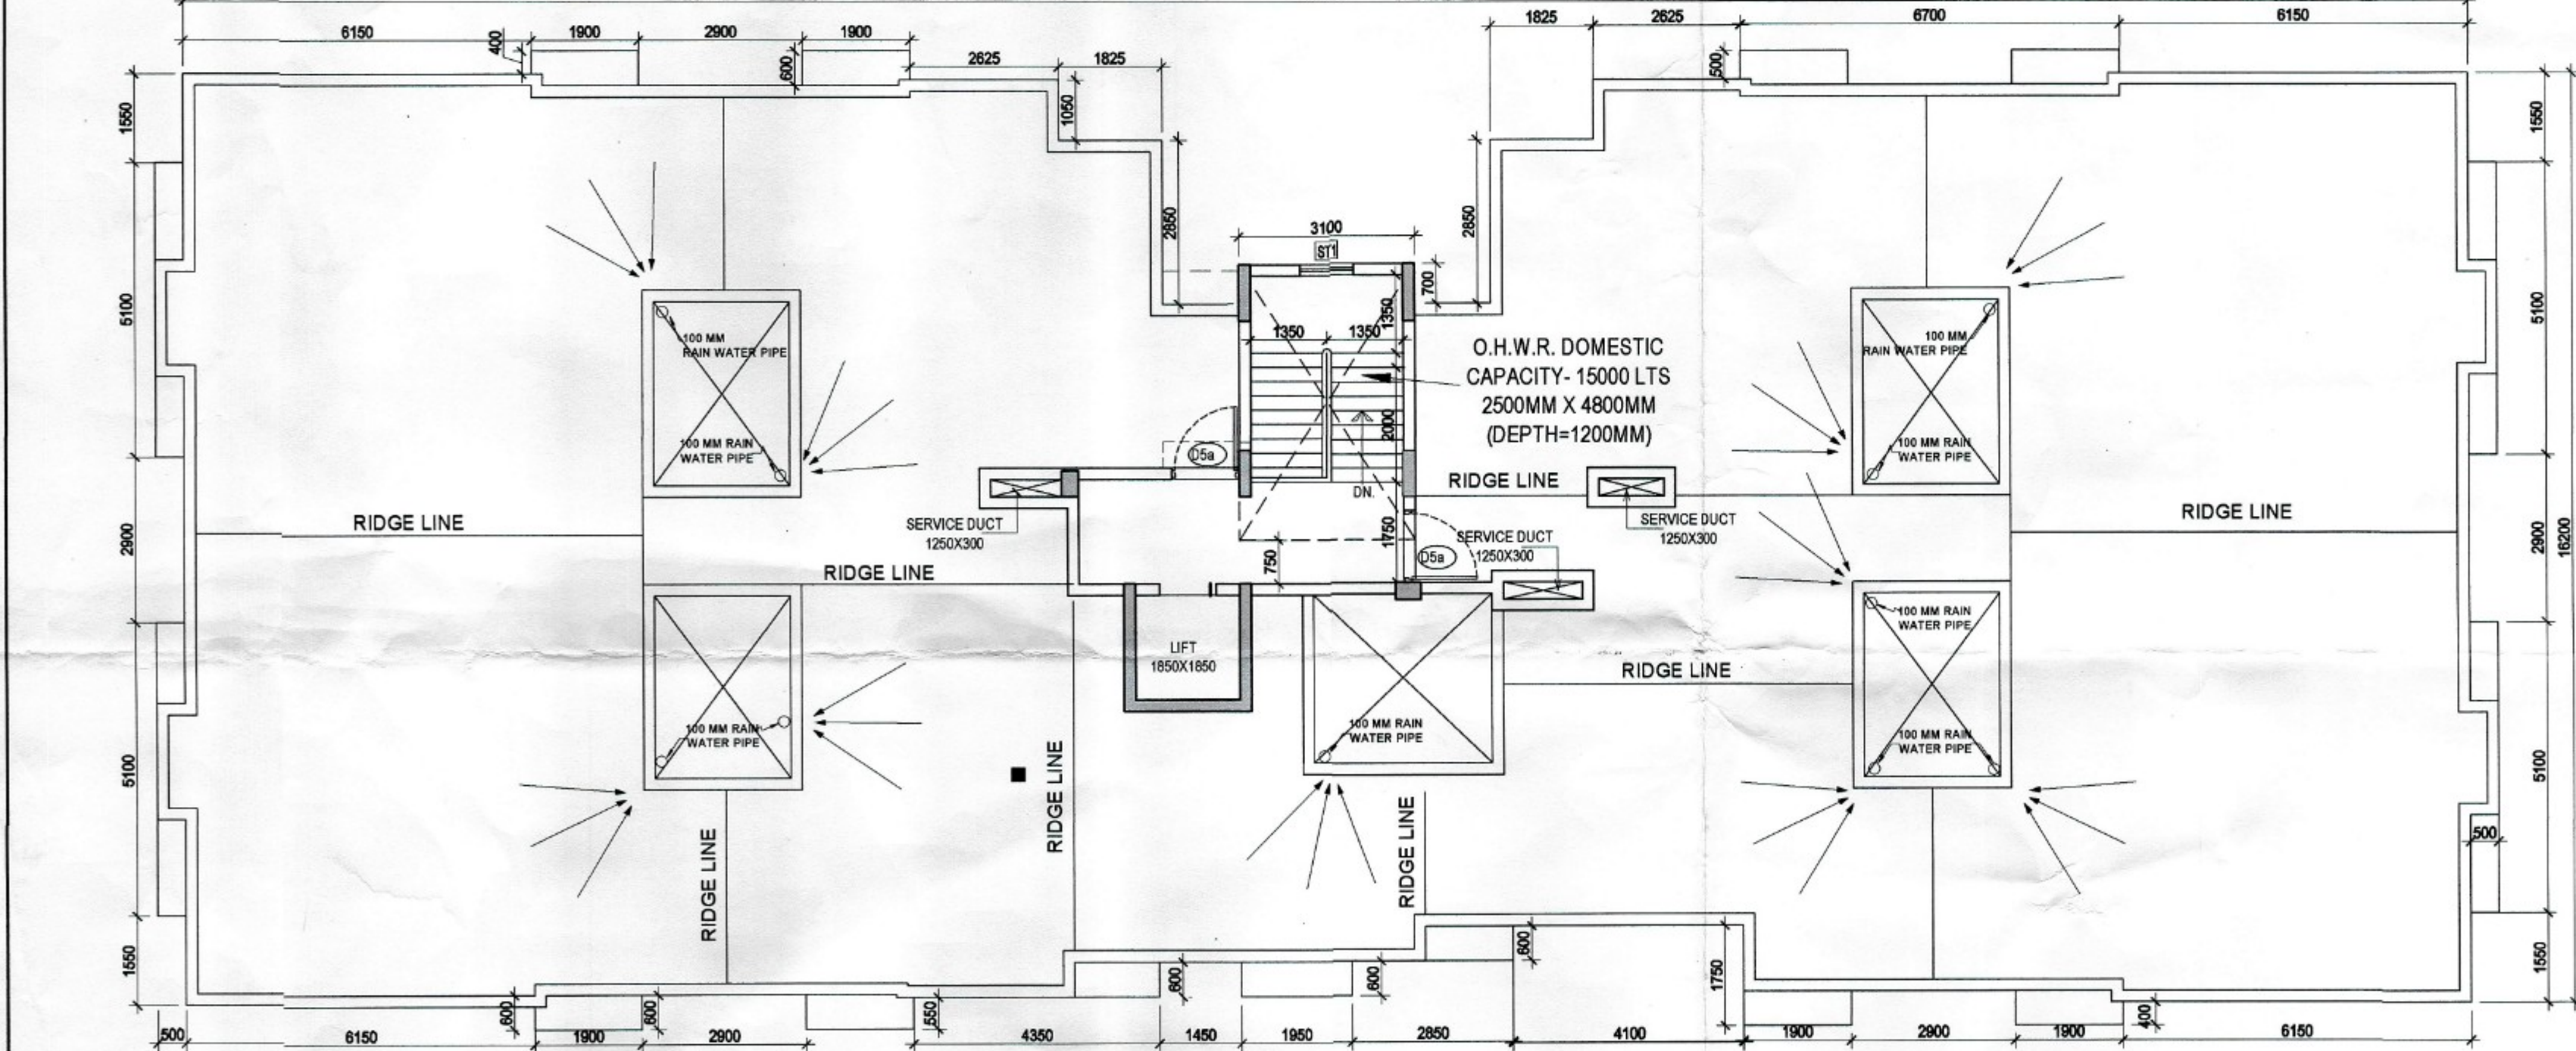 6150
1900
2900
1900
2625
1825
1825
2625
6700
6150
400
600
500
1050
1550
1550
2850
2850
3100
ST1
700
1350
1350
1350
5100
5100
100 MM
RAIN WATER PIPE
100 MM RAIN
WATER PIPE
O.H.W.R. DOMESTIC
CAPACITY- 15000 LTS
2500MM X 4800MM
(DEPTH=1200MM)
100 MM
RAIN WATER PIPE
100 MM RAIN
WATER PIPE
2000
D5a
DN.
RIDGE LINE
RIDGE LINE
RIDGE LINE
SERVICE DUCT
1250X300
SERVICE DUCT
1250X300
SERVICE DUCT
1250X300
1750
D5a
750
2900
2900
16200
RIDGE LINE
LIFT
1850X1850
RIDGE LINE
100 MM RAIN
WATER PIPE
100 MM RAIN
WATER PIPE
100 MM RAIN
WATER PIPE
100 MM RAIN
WATER PIPE
5100
5100
RIDGE LINE
RIDGE LINE
RIDGE LINE
500
1550
1550
600
600
550
600
600
600
1750
400
500
6150
1900
2900
4350
1450
1950
2850
4100
1900
2900
1900
6150